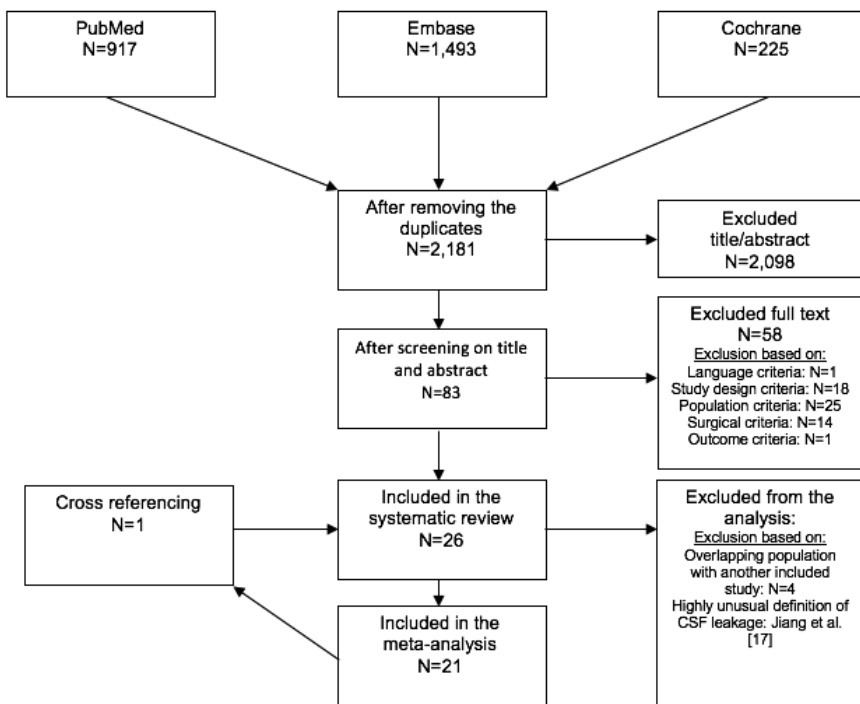 PubMed
N=917
Embase
N=1,493
Cochrane
N=225
After removing the
duplicates
N=2,181
Excluded
title/abstract
N=2,098
After screening on title
and abstract
N=83
Excluded full text
N=58
Exclusion based on:
Language criteria: N=1
Study design criteria: N=18
Population criteria: N=25
Surgical criteria: N=14
Outcome criteria: N=1
Cross referencing
N=1
Included in the
systematic review
N=26
Excluded from the
analysis:
Exclusion based on:
Overlapping population
with another included
study: N=4
Highly unusual definition of
CSF leakage: Jiang et al.
[17]
Included in the
meta-analysis
N=21